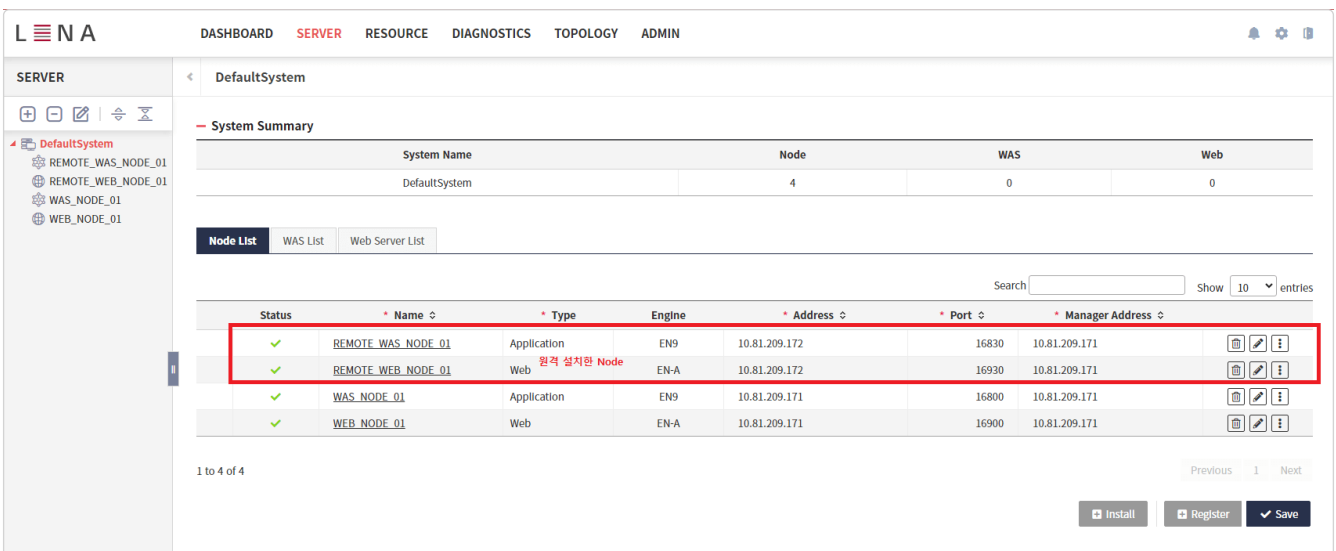 LENA
DASHBOARD SERVER RESOURCE DIAGNOSTICS TOPOLOGY ADMIN
SERVER
DefaultSystem
DefaultSystem
REMOTE_WAS_NODE_01
REMOTE_WEB_NODE_01
WAS_NODE_01
WEB_NODE_01
System Summary
System Name Node WAS Web
DefaultSystem 4 0 0
Node List WAS List Web Server List
Search Show 10 entries
Status * Name * Type Engine * Address * Port * Manager Address
REMOTE_WAS_NODE_01 Application EN9 10.81.209.172 16830 10.81.209.171
원격 설치한 Node
REMOTE_WEB_NODE_01 Web EN-A 10.81.209.172 16930 10.81.209.171
WAS_NODE_01 Application EN9 10.81.209.171 16800 10.81.209.171
WEB_NODE_01 Web EN-A 10.81.209.171 16900 10.81.209.171
1 to 4 of 4
Previous 1 Next
Install Register Save